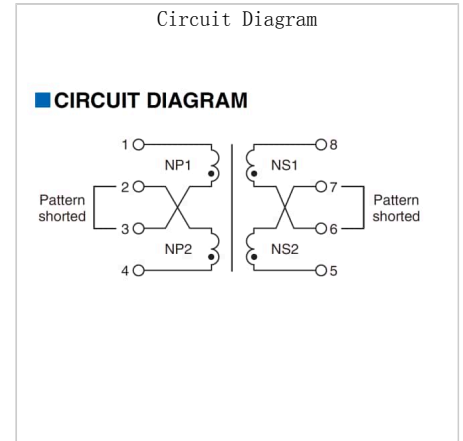 Circuit Diagram
CIRCUIT DIAGRAM
1 8
NP1 NS1
2 7
Pattern shorted Pattern shorted
3 6
NP2 NS2
4 5